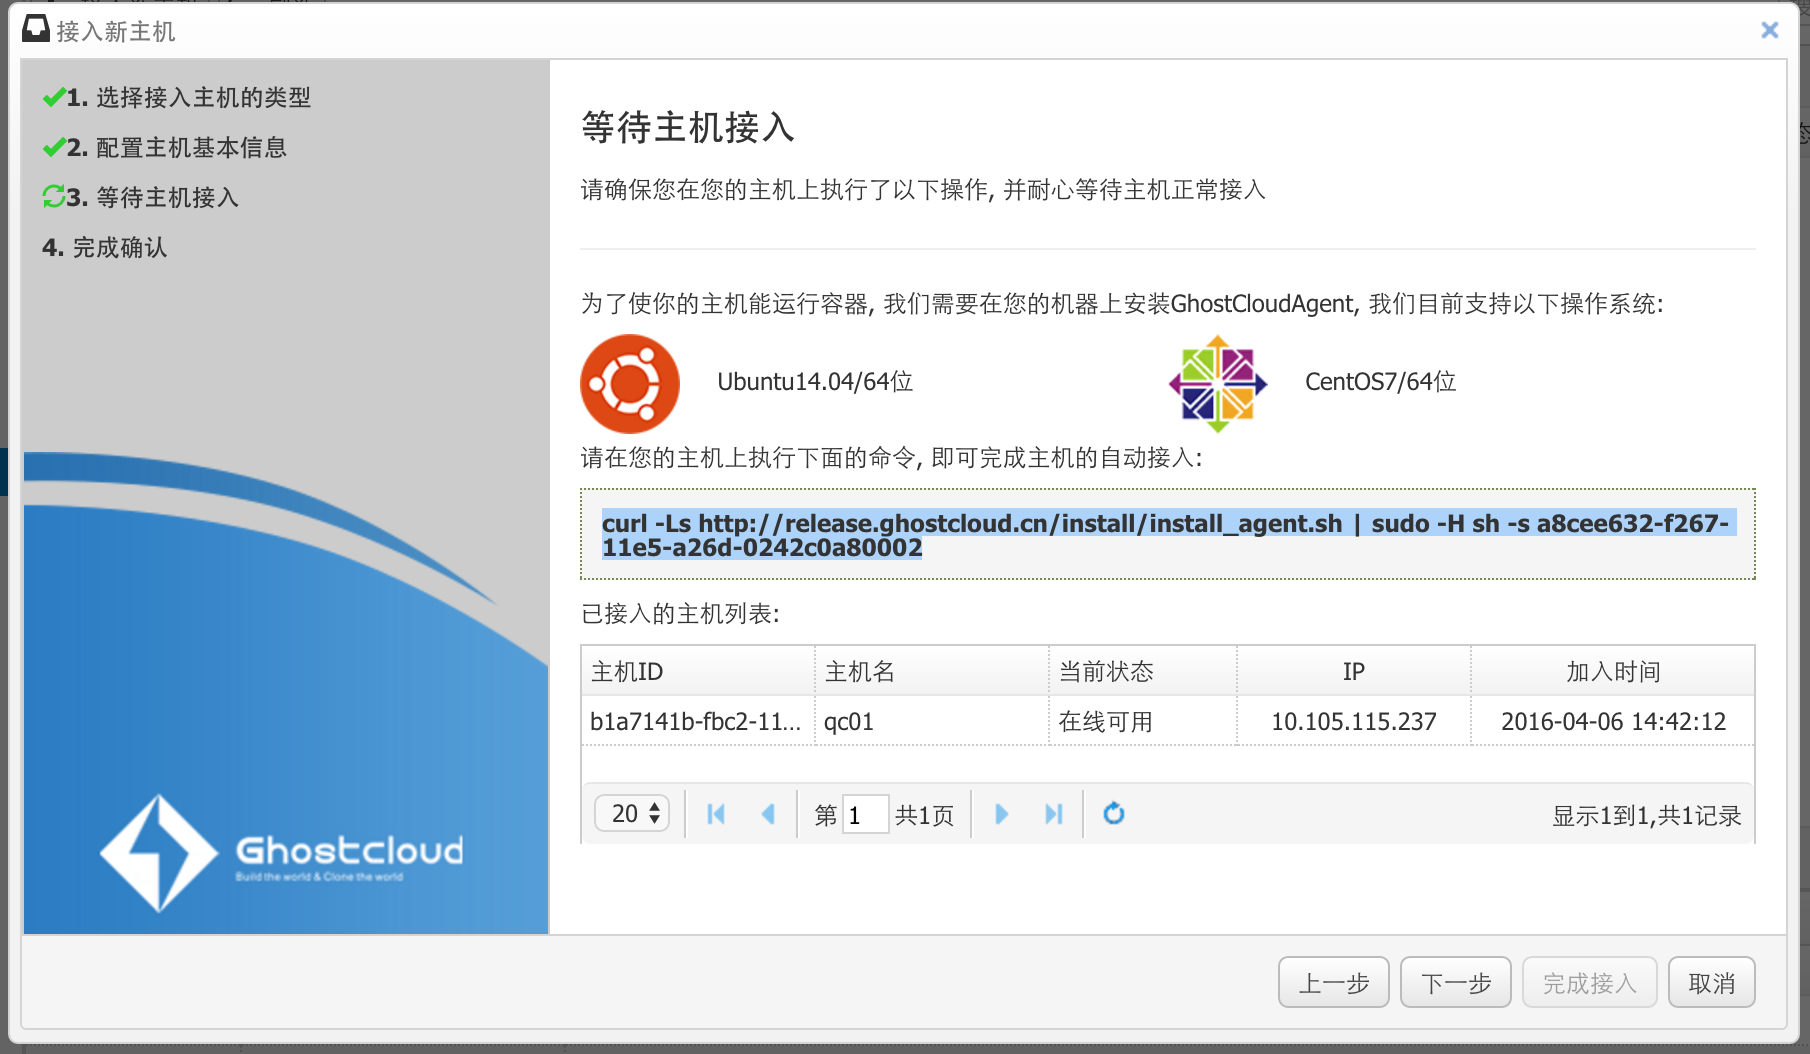 接入新主机
1. 选择接入主机的类型
2. 配置主机基本信息
3. 等待主机接入
4. 完成确认
Ghostcloud
Build the world & Clone the world
等待主机接入
请确保您在您的主机上执行了以下操作, 并耐心等待主机正常接入
为了使你的主机能运行容器, 我们需要在您的机器上安装GhostCloudAgent, 我们目前支持以下操作系统:
Ubuntu14.04/64位
CentOS7/64位
请在您的主机上执行下面的命令, 即可完成主机的自动接入:
curl -Ls http://release.ghostcloud.cn/install/install_agent.sh | sudo -H sh -s a8cee632-f267-
11e5-a26d-0242c0a80002
已接入的主机列表:
主机ID 主机名 当前状态 IP 加入时间
b1a7141b-fbc2-11... qc01 在线可用 10.105.115.237 2016-04-06 14:42:12
20 第 1 共1页 显示1到1,共1记录
上一步 下一步 完成接入 取消